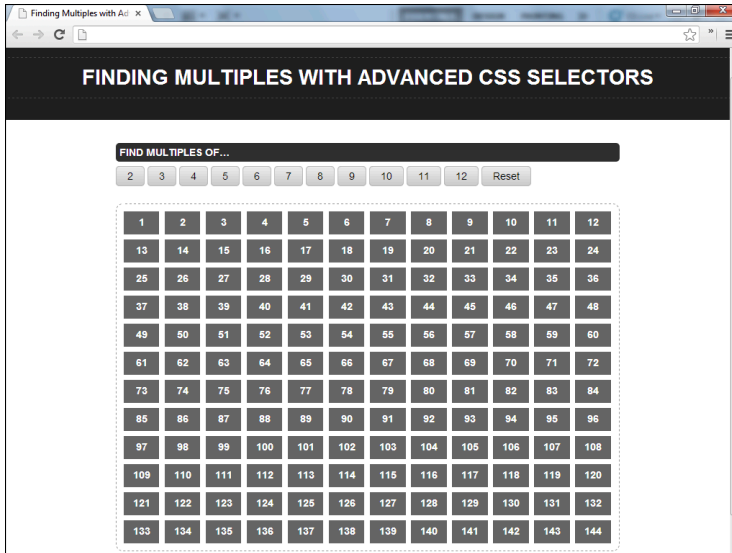 Finding Multiples with Ad
FINDING MULTIPLES WITH ADVANCED CSS SELECTORS
FIND MULTIPLES OF...
2 3 4 5 6 7 8 9 10 11 12 Reset
1 2 3 4 5 6 7 8 9 10 11 12
13 14 15 16 17 18 19 20 21 22 23 24
25 26 27 28 29 30 31 32 33 34 35 36
37 38 39 40 41 42 43 44 45 46 47 48
49 50 51 52 53 54 55 56 57 58 59 60
61 62 63 64 65 66 67 68 69 70 71 72
73 74 75 76 77 78 79 80 81 82 83 84
85 86 87 88 89 90 91 92 93 94 95 96
97 98 99 100 101 102 103 104 105 106 107 108
109 110 111 112 113 114 115 116 117 118 119 120
121 122 123 124 125 126 127 128 129 130 131 132
133 134 135 136 137 138 139 140 141 142 143 144